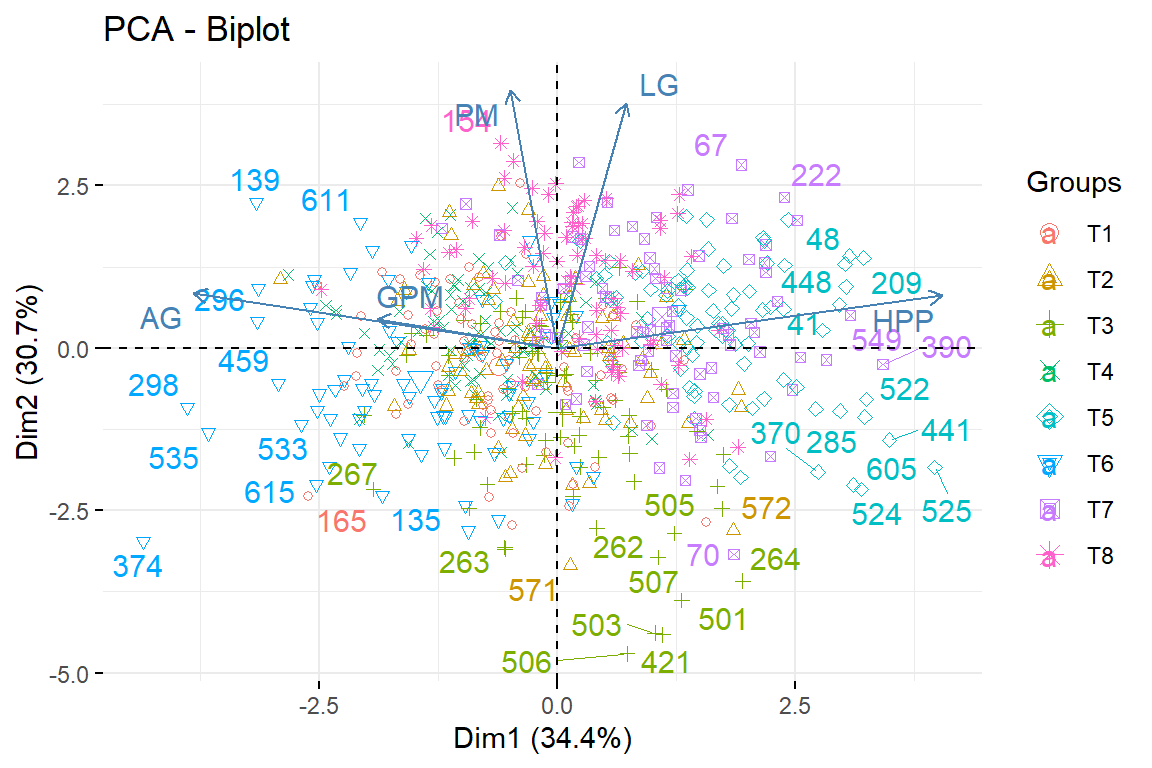 PCA - Biplot
LG
PM
154
67
222
139
611
48
448
209
296
GPM
AG
41
HPP
549
390
459
298
522
370
285
441
533
535
605
267
615
165
135
505
572
524
525
262
263
70
264
374
507
571
501
503
506
421
2.5
0.0
-2.5
-5.0
-2.5
0.0
2.5
Dim1 (34.4%)
Dim2 (30.7%)
Groups
a T1
a T2
a T3
a T4
a T5
a T6
a T7
a T8